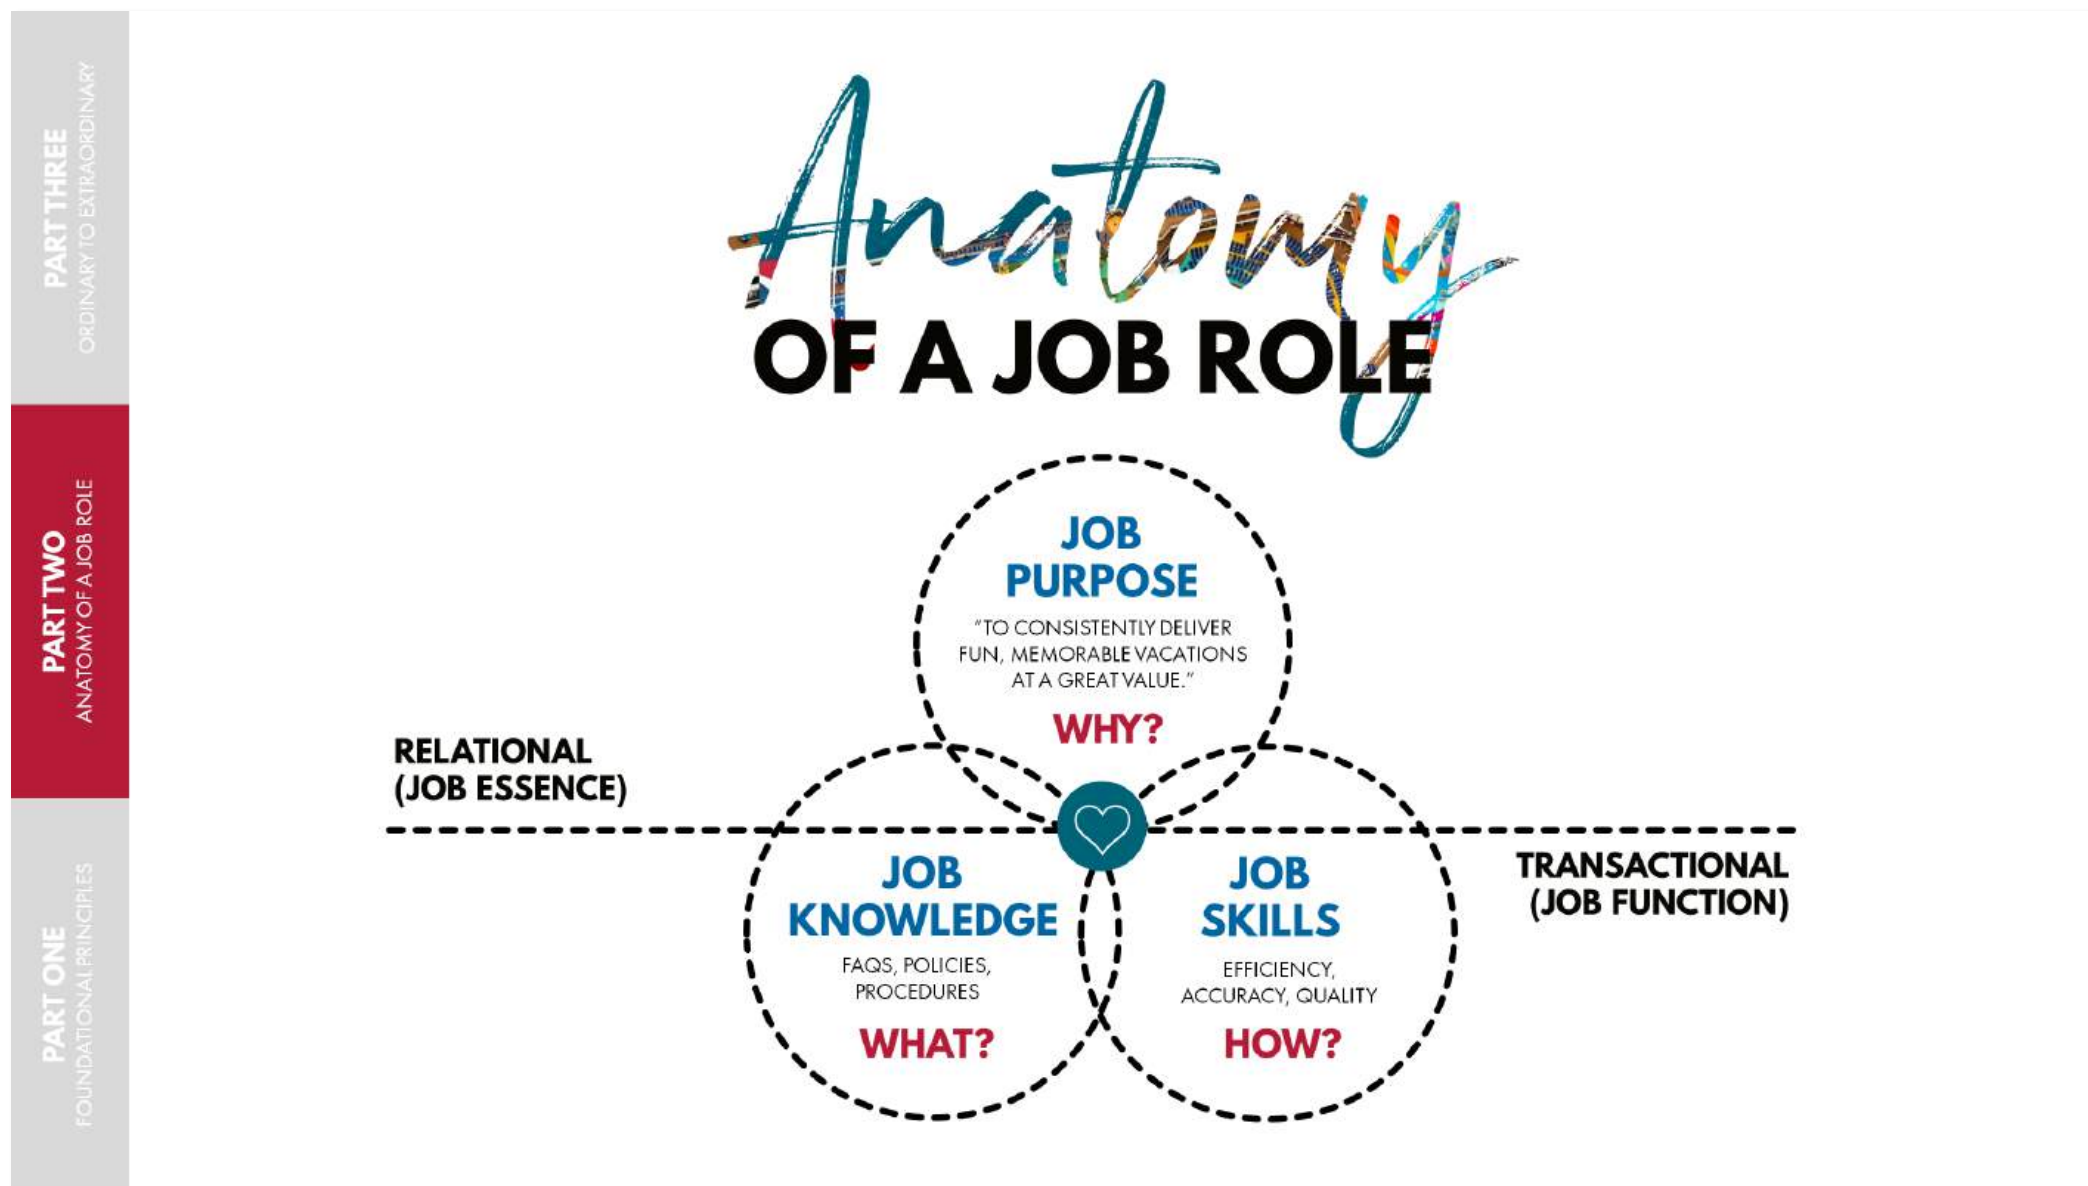 PART THREE
ORDINARY TO EXTRAORDINARY
PART TWO
ANATOMY OF A JOB ROLE
PART ONE
FOUNDATIONAL PRINCIPLES
Anatomy
OF A JOB ROLE
JOB
PURPOSE
"TO CONSISTENTLY DELIVER
FUN, MEMORABLE VACATIONS
AT A GREAT VALUE."
WHY?
RELATIONAL
(JOB ESSENCE)
JOB
KNOWLEDGE
FAQS, POLICIES,
PROCEDURES
WHAT?
JOB
SKILLS
EFFICIENCY,
ACCURACY, QUALITY
HOW?
TRANSACTIONAL
(JOB FUNCTION)